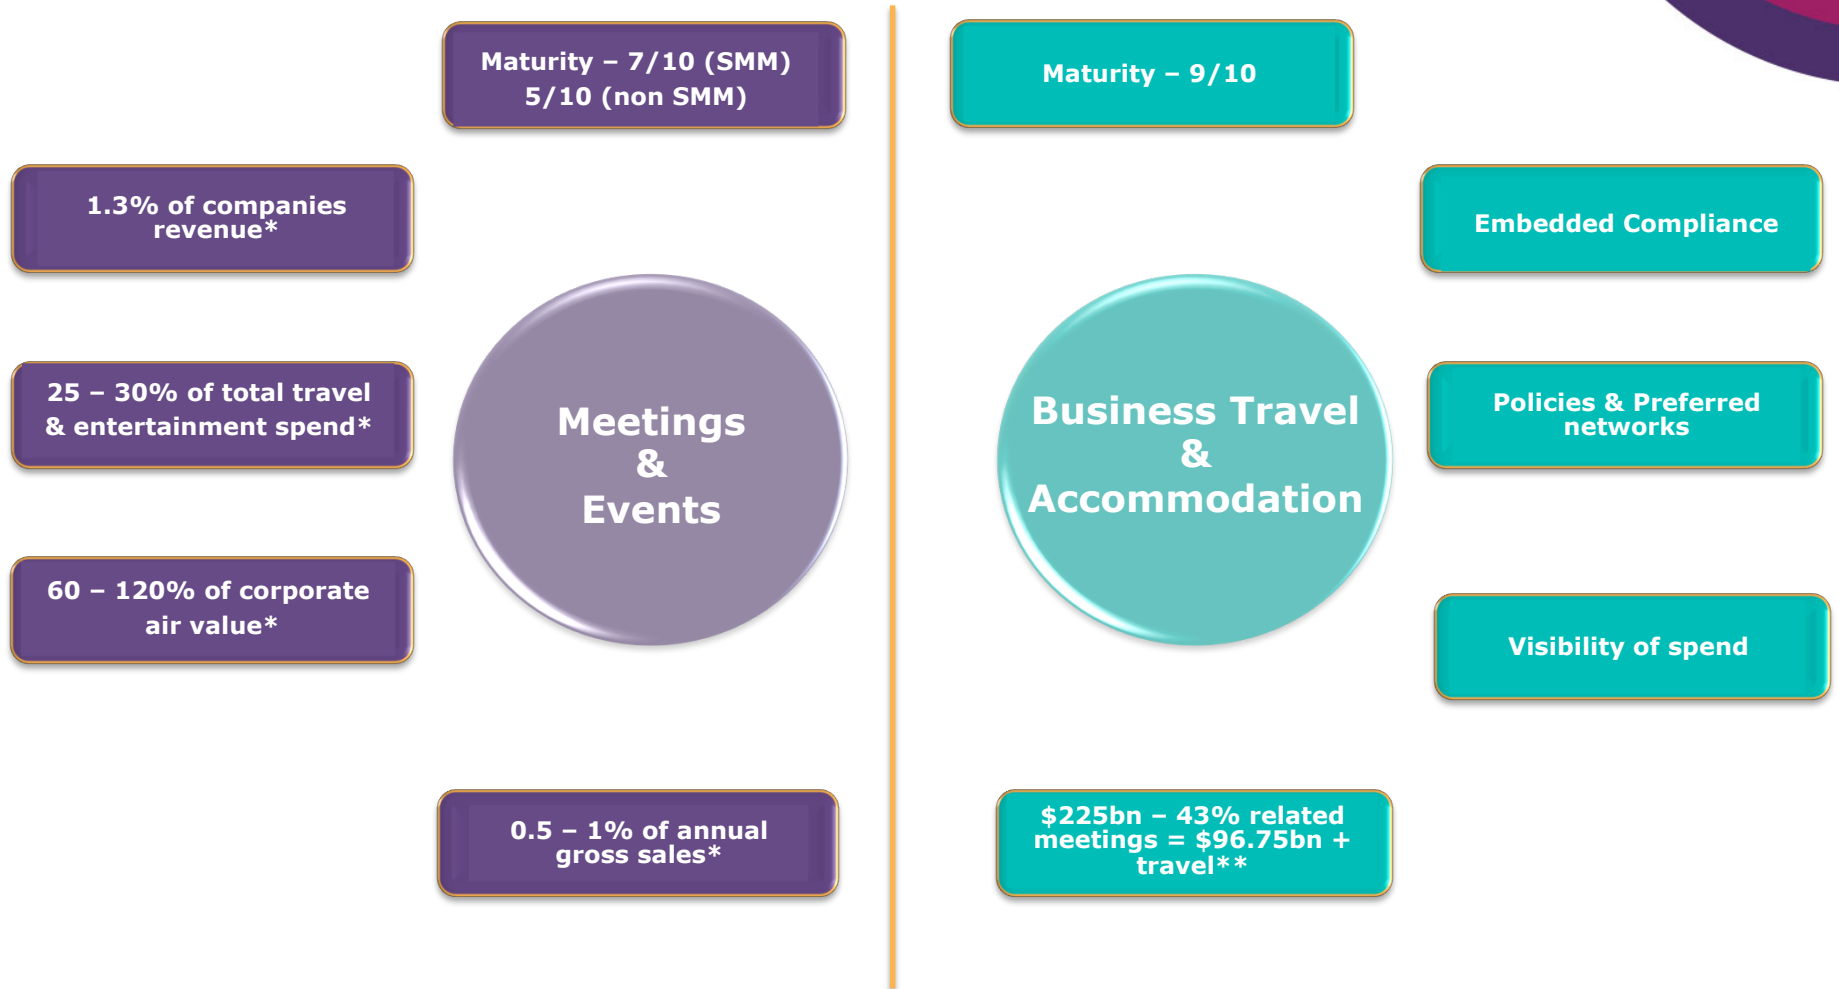 Maturity – 7/10 (SMM)
5/10 (non SMM)
1.3% of companies
revenue*
25 – 30% of total travel
& entertainment spend*
60 – 120% of corporate
air value*
0.5 – 1% of annual
gross sales*
Meetings
&
Events
Maturity – 9/10
Embedded Compliance
Policies & Preferred
networks
Visibility of spend
$225bn – 43% related
meetings = $96.75bn +
travel**
Business Travel
&
Accommodation